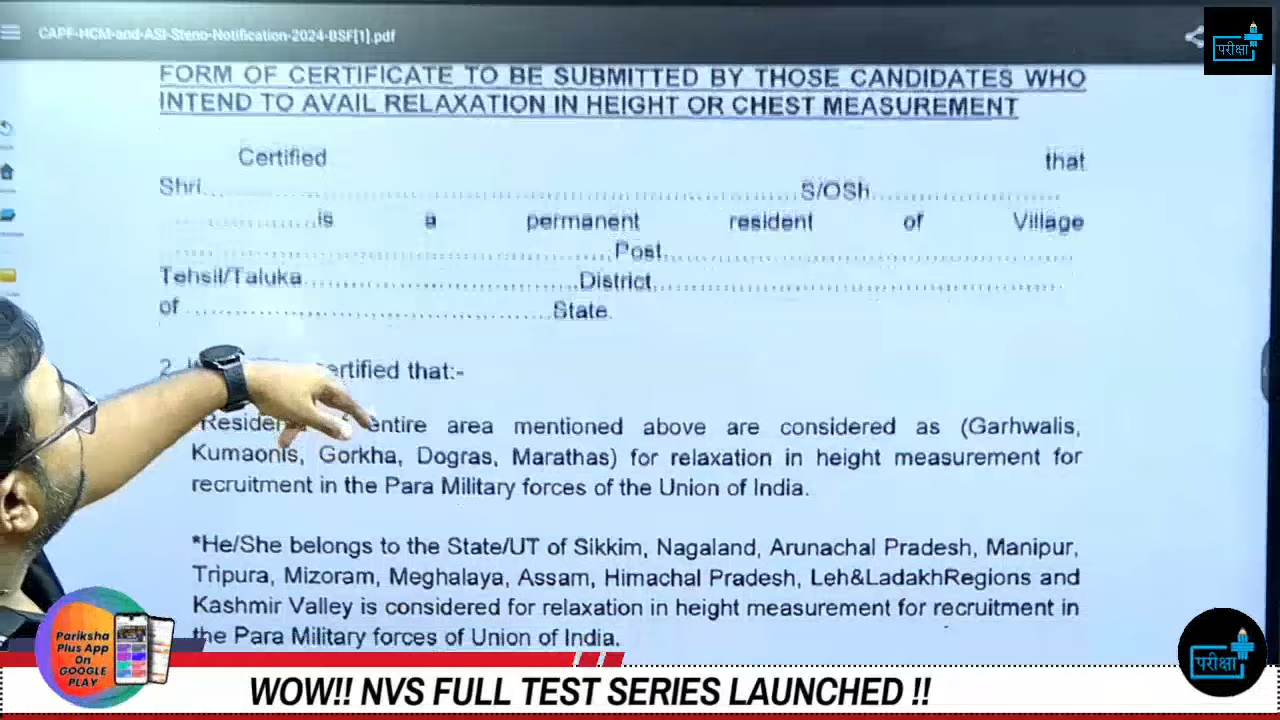 CAPF-HCM-and-ASI-Steno-Notification-2024-BSF[1].pdf
परीक्षा
FORM OF CERTIFICATE TO BE SUBMITTED BY THOSE CANDIDATES WHO
INTEND TO AVAIL RELAXATION IN HEIGHT OR CHEST MEASUREMENT
Certified that
Shri..........................................................................S/OSh........................
....................is a permanent resident of Village
........................................................Post....................................................
Tehsil/Taluka..................................District...................................................
of .............................................State.
2. certified that:-
entire area mentioned above are considered as (Garhwalis,
Kumaonis, Gorkha, Dogras, Marathas) for relaxation in height measurement for
recruitment in the Para Military forces of the Union of India.
*He/She belongs to the State/UT of Sikkim, Nagaland, Arunachal Pradesh, Manipur,
Tripura, Mizoram, Meghalaya, Assam, Himachal Pradesh, Leh&LadakhRegions and
Kashmir Valley is considered for relaxation in height measurement for recruitment in
the Para Military forces of Union of India.
Pariksha
Plus App
On
GOOGLE
PLAY
परीक्षा
WOW!! NVS FULL TEST SERIES LAUNCHED !!